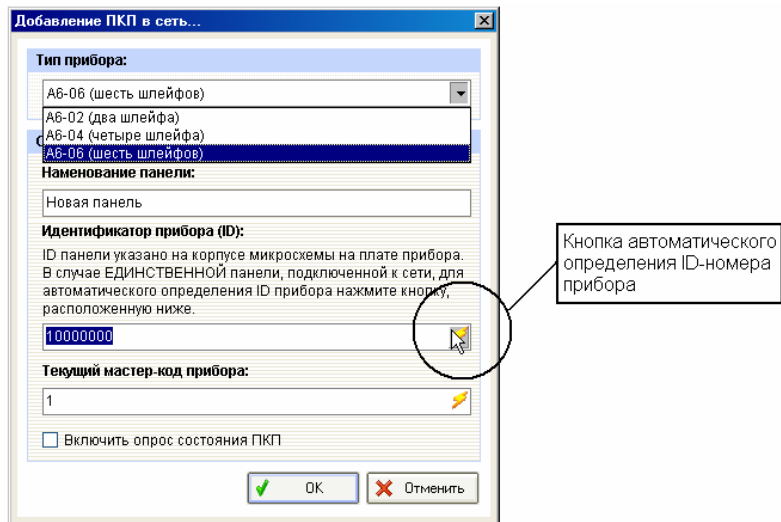 Добавление ПКП в сеть...
Тип прибора:
А6-06 (шесть шлейфов)
А6-02 (два шлейфа)
А6-04 (четыре шлейфа)
А6-06 (шесть шлейфов)
Наменование панели:
Новая панель
Идентификатор прибора (ID):
ID панели указано на корпусе микросхемы на плате прибора.
В случае ЕДИНСТВЕННОЙ панели, подключенной к сети, для
автоматического определения ID прибора нажмите кнопку,
расположенную ниже.
10000000
Кнопка автоматического
определения ID-номера
прибора
Текущий мастер-код прибора:
1
Включить опрос состояния ПКП
OK
Отменить